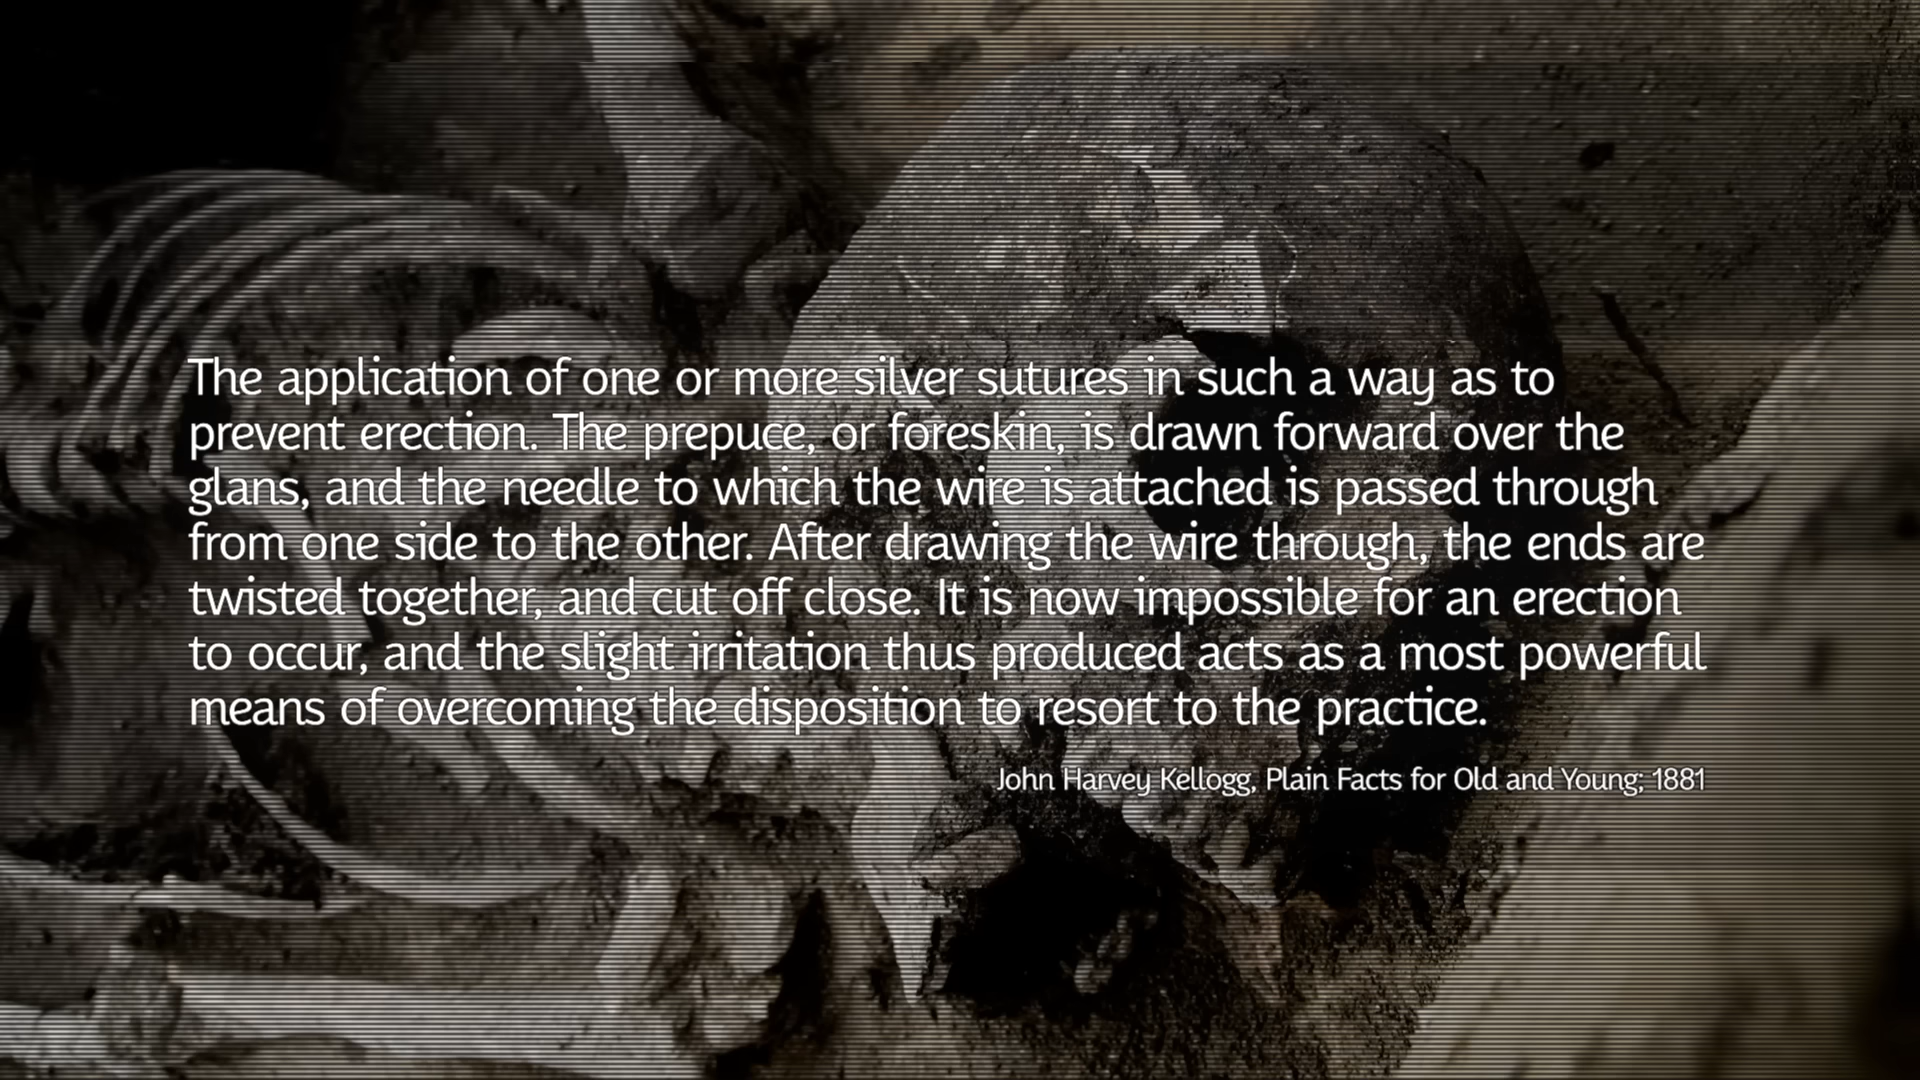 The application of one or more silver sutures in such a way as to
prevent erection. The prepuce, or foreskin, is drawn forward over the
glans, and the needle to which the wire is attached is passed through
from one side to the other. After drawing the wire through, the ends are
twisted together, and cut off close. It is now impossible for an erection
to occur, and the slight irritation thus produced acts as a most powerful
means of overcoming the disposition to resort to the practice.
John Harvey Kellogg, Plain Facts for Old and Young; 1881